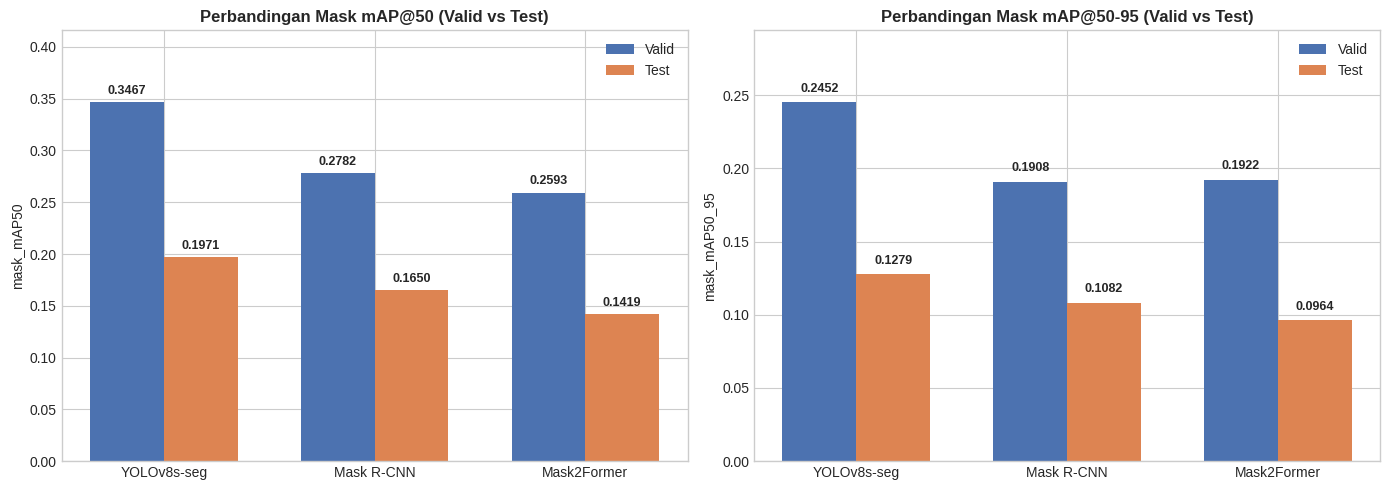 Perbandingan Mask mAP@50 (Valid vs Test)
mask_mAP50
0.40
0.35
0.30
0.25
0.20
0.15
0.10
0.05
0.00
Valid
Test
0.3467
0.1971
0.2782
0.1650
0.2593
0.1419
YOLOv8s-seg
Mask R-CNN
Mask2Former
Perbandingan Mask mAP@50-95 (Valid vs Test)
mask_mAP50_95
0.25
0.20
0.15
0.10
0.05
0.00
Valid
Test
0.2452
0.1279
0.1908
0.1082
0.1922
0.0964
YOLOv8s-seg
Mask R-CNN
Mask2Former